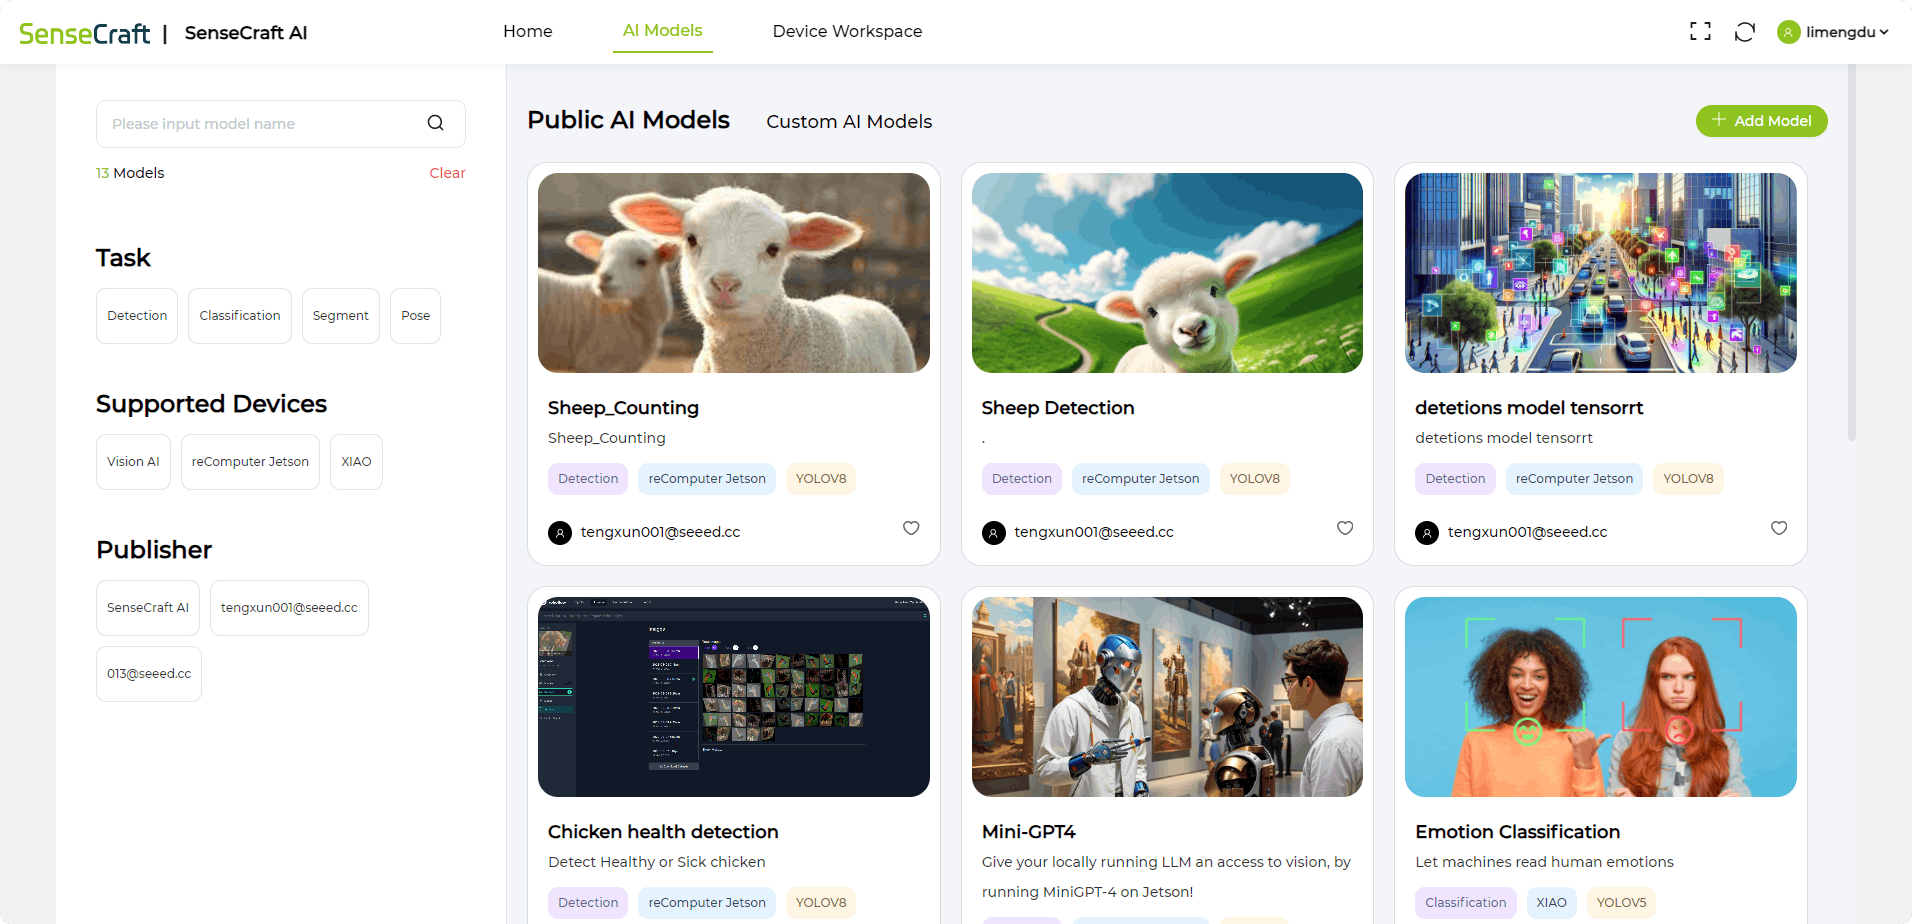 SenseCraft | SenseCraft AI Home AI Models Device Workspace limengdu
Please input model name
13 Models Clear
Task
Detection Classification Segment Pose
Supported Devices
Vision AI reComputer Jetson XIAO
Publisher
SenseCraft AI tengxun001@seeed.cc
013@seeed.cc
Public AI Models Custom AI Models + Add Model
Sheep_Counting
Sheep_Counting
Detection reComputer Jetson YOLOV8
tengxun001@seeed.cc
Sheep Detection
.
Detection reComputer Jetson YOLOV8
tengxun001@seeed.cc
detetions model tensorrt
detetions model tensorrt
Detection reComputer Jetson YOLOV8
tengxun001@seeed.cc
Chicken health detection
Detect Healthy or Sick chicken
Detection reComputer Jetson YOLOV8
Mini-GPT4
Give your locally running LLM an access to vision, by
running MiniGPT-4 on Jetson!
Emotion Classification
Let machines read human emotions
Classification XIAO YOLOV5